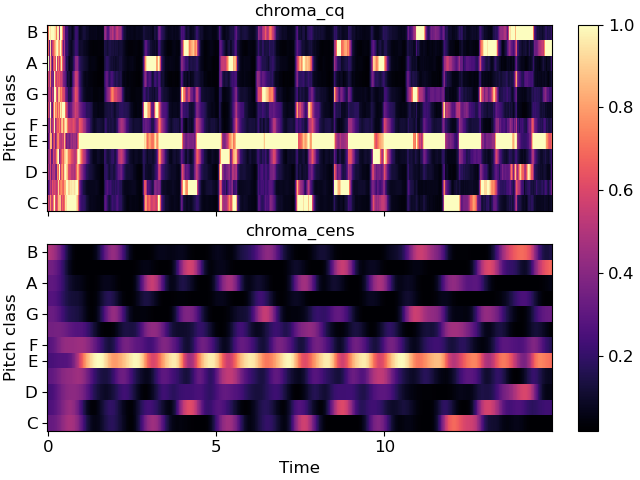 chroma_cq
Pitch class
B
A
G
F
E
D
C
1.0
0.8
0.6
0.4
0.2
chroma_cens
Pitch class
B
A
G
F
E
D
C
0
5
10
Time